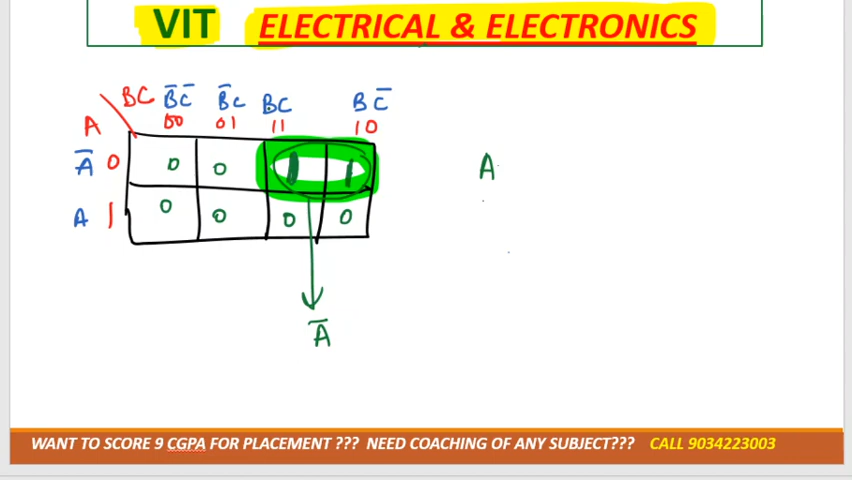 VIT ELECTRICAL & ELECTRONICS
BC B̅C̅ B̅C BC BC̅
A 00 01 11 10
A̅ 0 0 0 1 1 A
A 1 0 0 0 0
A̅
WANT TO SCORE 9 CGPA FOR PLACEMENT ??? NEED COACHING OF ANY SUBJECT??? CALL 9034223003